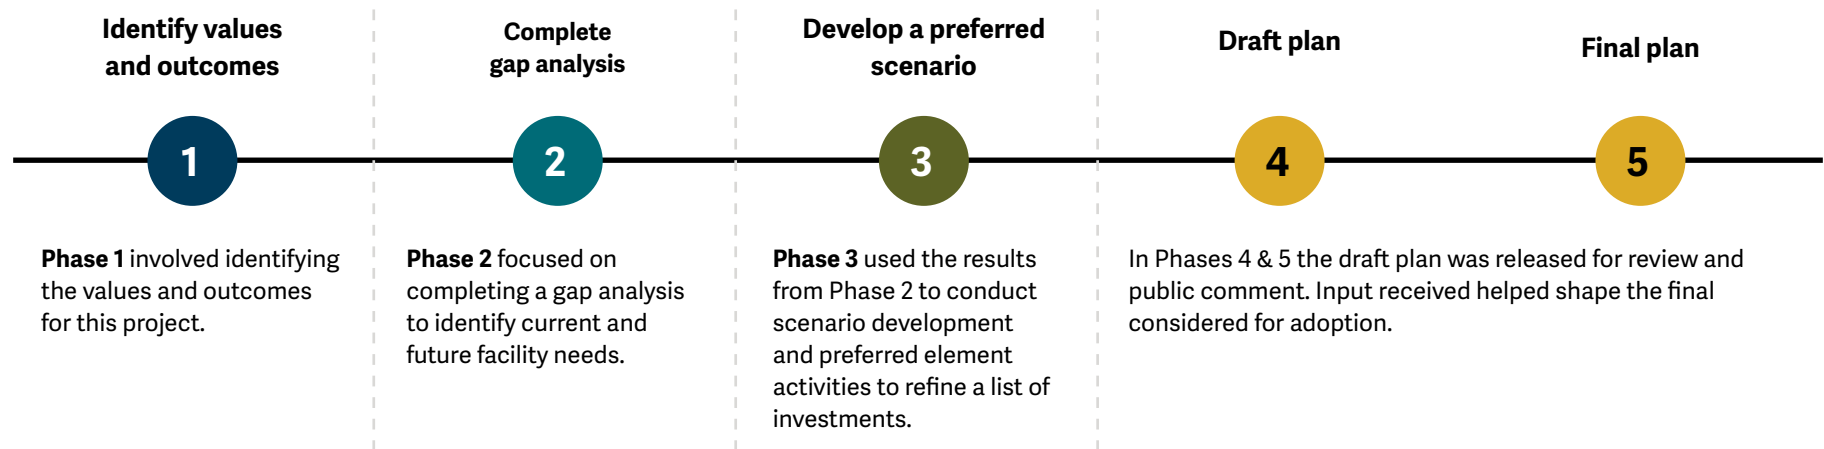 Identify values
and outcomes
Complete
gap analysis
Develop a preferred
scenario
Draft plan
Final plan
1
2
3
4
5
Phase 1 involved identifying
the values and outcomes
for this project.
Phase 2 focused on
completing a gap analysis
to identify current and
future facility needs.
Phase 3 used the results
from Phase 2 to conduct
scenario development
and preferred element
activities to refine a list of
investments.
In Phases 4 & 5 the draft plan was released for review and
public comment. Input received helped shape the final
considered for adoption.